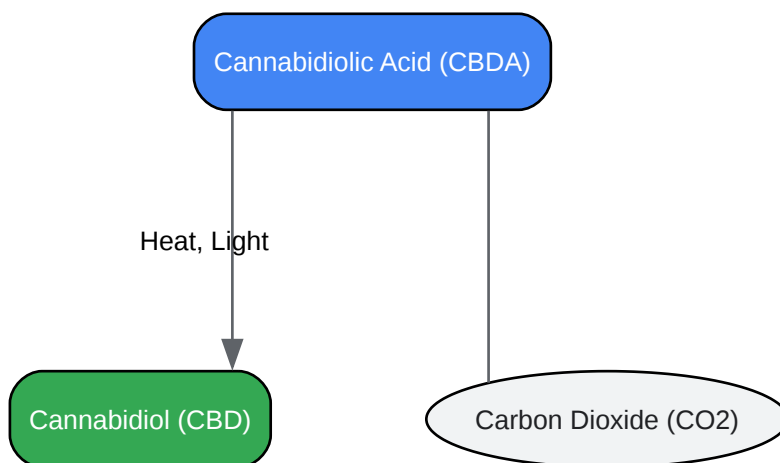 Cannabidiolic Acid (CBDA)
Heat, Light
Cannabidiol (CBD)
Carbon Dioxide (CO2)